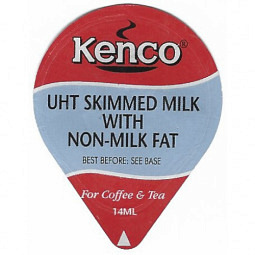 Kenco®
UHT SKIMMED MILK
WITH
NON-MILK FAT
BEST BEFORE: SEE BASE
For Coffee & Tea
14ML